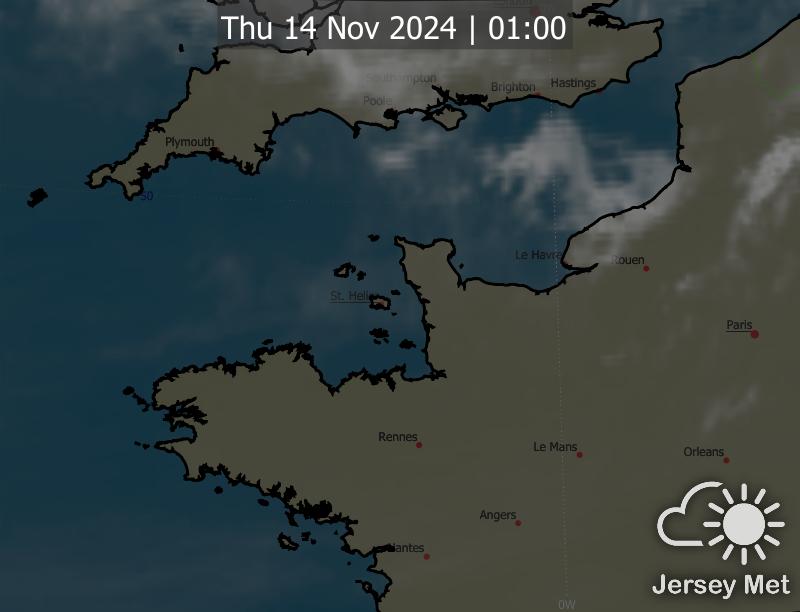 Thu 14 Nov 2024 | 01:00
Southampton
Brighton
Hastings
Poole
Plymouth
50
Le Havre
Rouen
St. Helier
Paris
Rennes
Le Mans
Orleans
Angers
Nantes
0W
Jersey Met